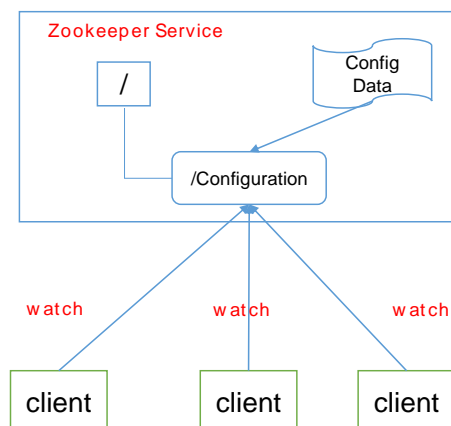 Zookeeper Service
/
Config
Data
/Configuration
watch
watch
watch
client
client
client